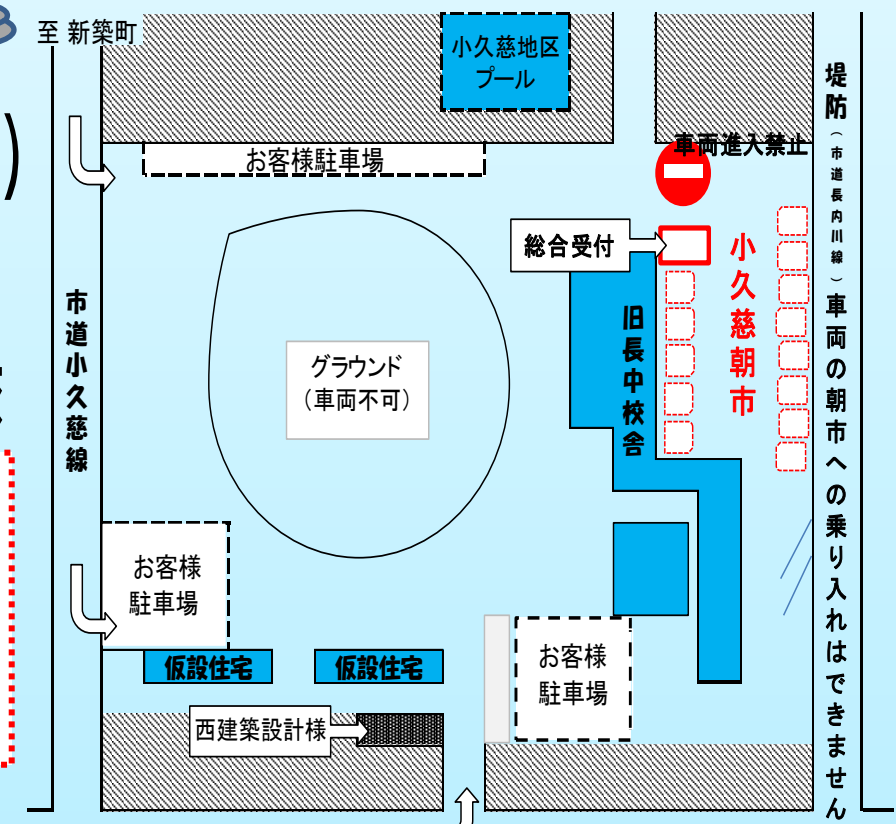 至 新築町
小久慈地区
プール
車両進入禁止
お客様駐車場
総合受付
小久慈朝市
旧長中校舎
市道小久慈線
グラウンド
（車両不可）
堤防（市道長内川線）車両の朝市への乗り入れはできません
お客様
駐車場
仮設住宅
仮設住宅
お客様
駐車場
西建築設計様